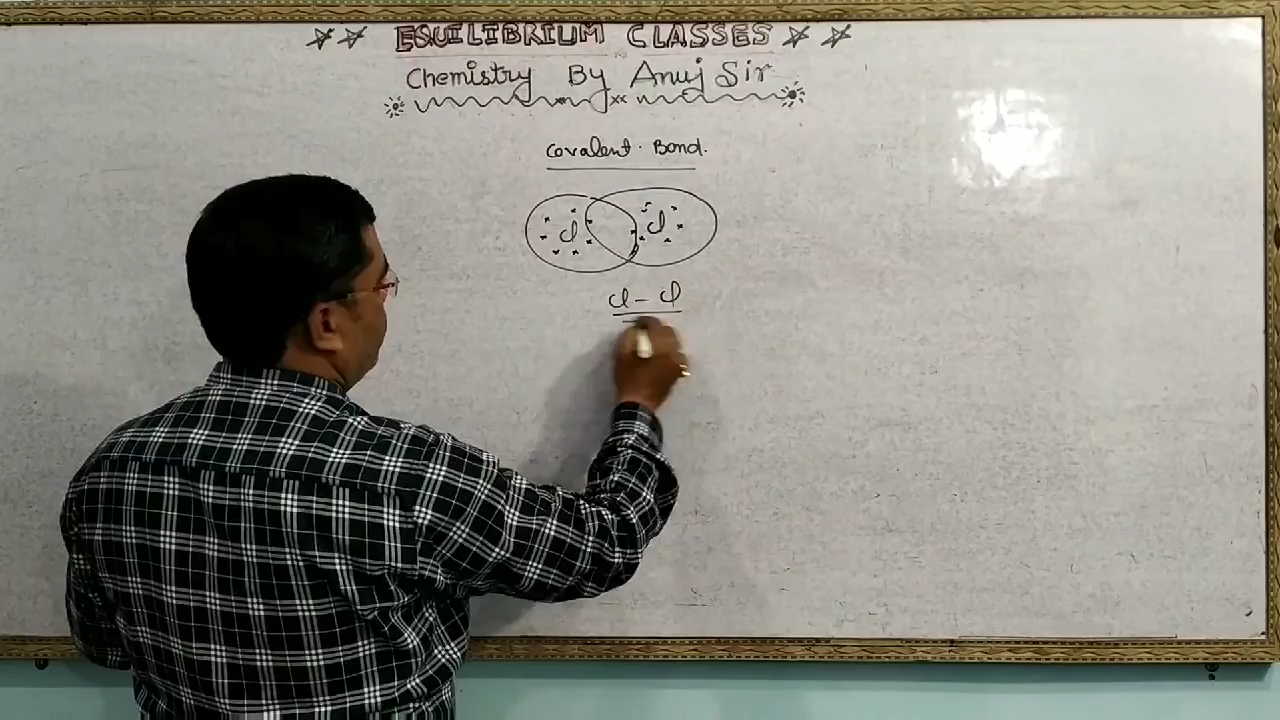 EQUILIBRIUM CLASSES
Chemistry By Anuj Sir
Covalent Bond.
Cl Cl
Cl - Cl